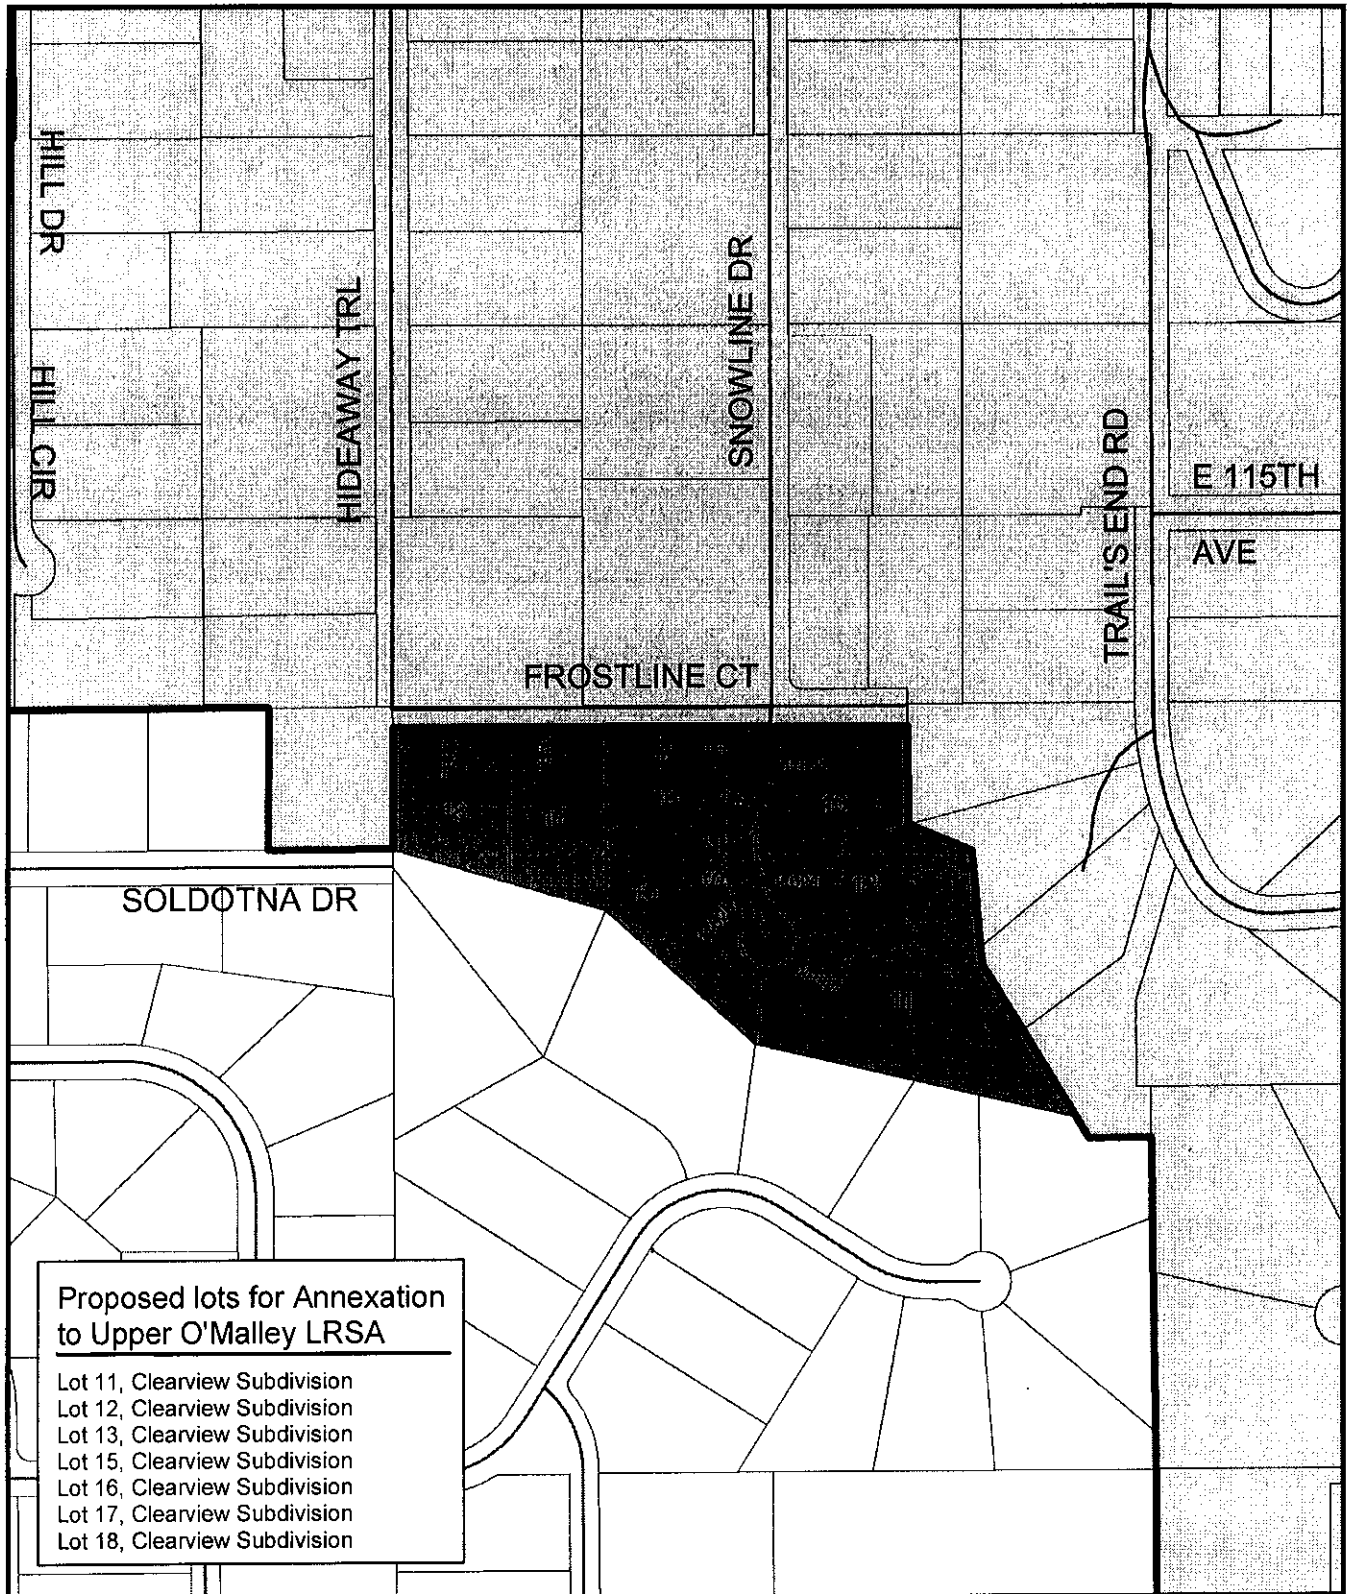 HILL DR
HIDEAWAY TRL
SNOWLINE DR
HILL CIR
TRAIL'S END RD
E 115TH
AVE
FROSTLINE CT
SOLDOTNA DR
Proposed lots for Annexation
to Upper O'Malley LRSA
Lot 11, Clearview Subdivision
Lot 12, Clearview Subdivision
Lot 13, Clearview Subdivision
Lot 15, Clearview Subdivision
Lot 16, Clearview Subdivision
Lot 17, Clearview Subdivision
Lot 18, Clearview Subdivision